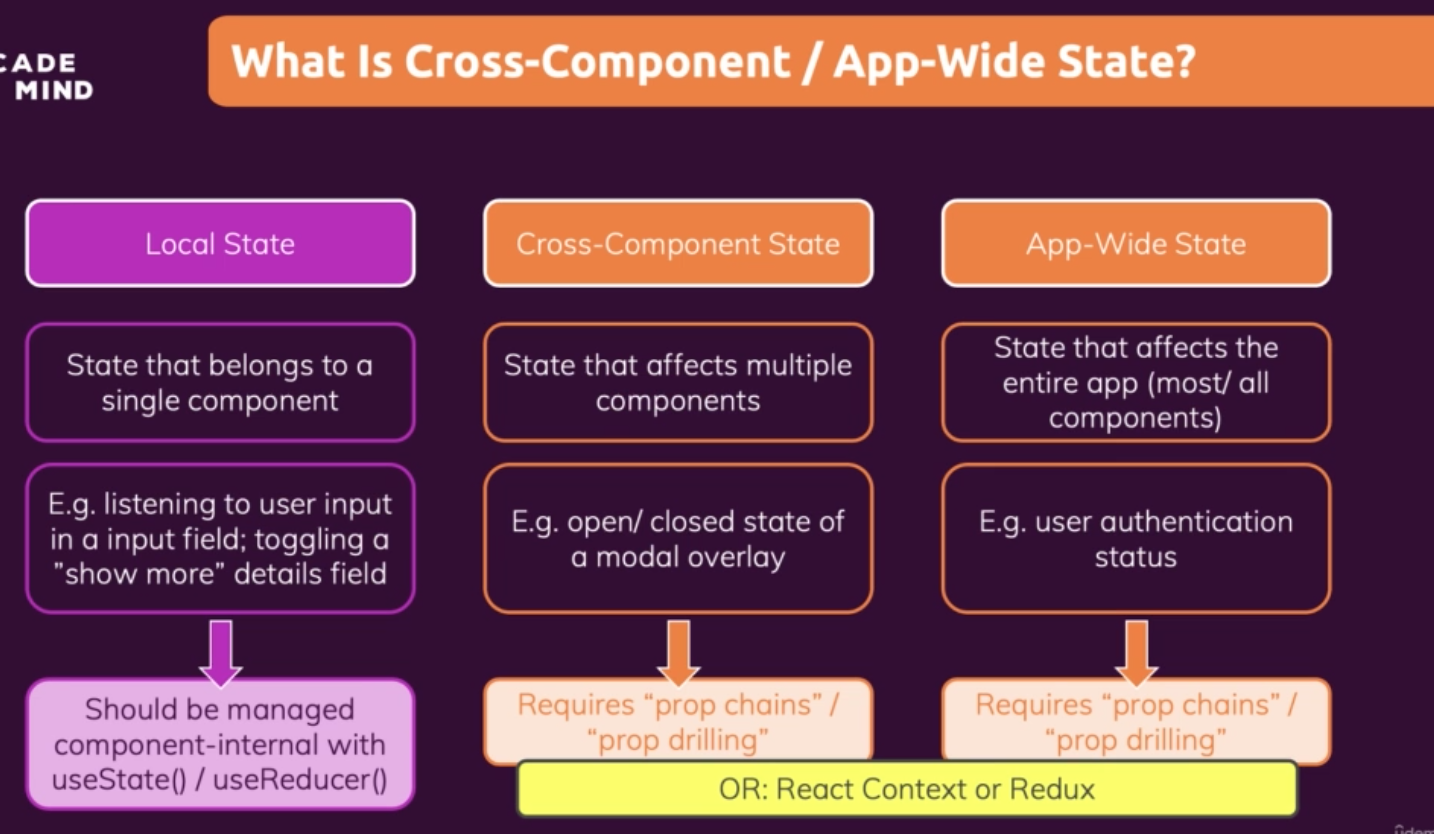 CADE
MIND
What Is Cross-Component / App-Wide State?
Local State
State that belongs to a
single component
E.g. listening to user input
in a input field; toggling a
”show more” details field
Should be managed
component-internal with
useState() / useReducer()
Cross-Component State
State that affects multiple
components
E.g. open/ closed state of
a modal overlay
Requires “prop chains” /
“prop drilling”
App-Wide State
State that affects the
entire app (most/ all
components)
E.g. user authentication
status
Requires “prop chains” /
“prop drilling”
OR: React Context or Redux